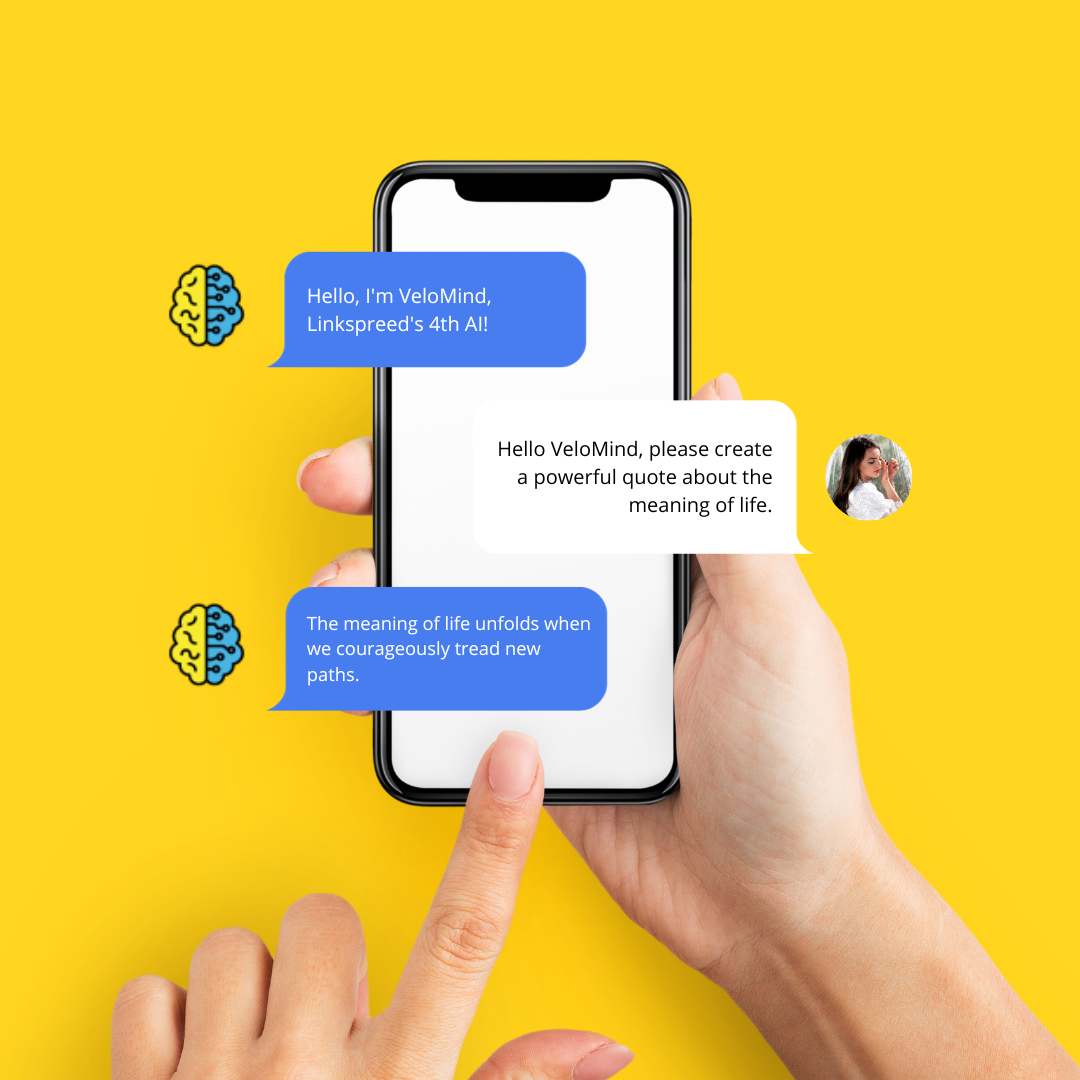 Hello, I'm VeloMind,
Linkspreed's 4th AI!
Hello VeloMind, please create
a powerful quote about the
meaning of life.
The meaning of life unfolds when
we courageously tread new
paths.